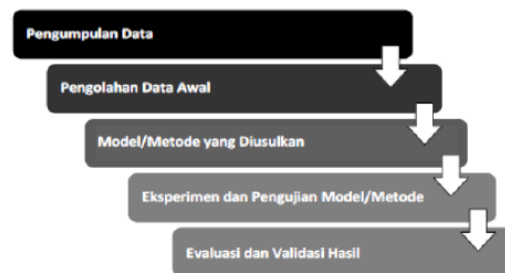 Pengumpulan Data
Pengolahan Data Awal
Model/Metode yang Diusulkan
Eksperimen dan Pengujian Model/Metode
Evaluasi dan Validasi Hasil